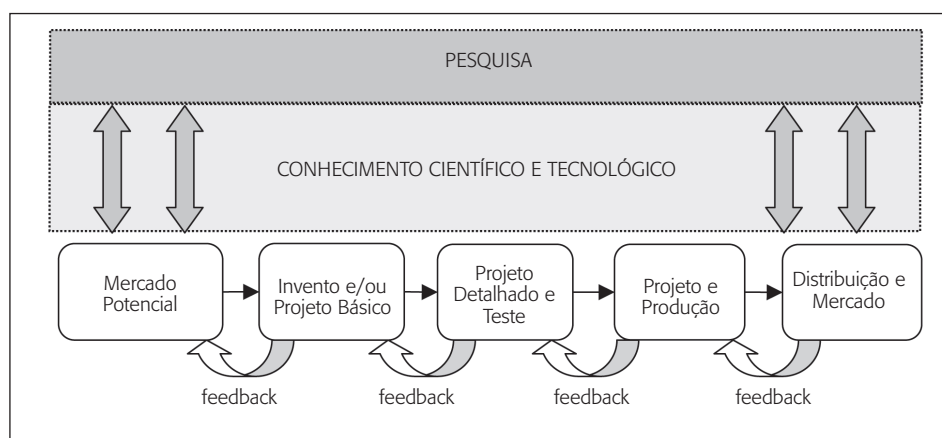 PESQUISA
CONHECIMENTO CIENTÍFICO E TECNOLÓGICO
Mercado
Potencial
Invento e/ou
Projeto Básico
Projeto
Detalhado e
Teste
Projeto e
Produção
Distribuição e
Mercado
feedback
feedback
feedback
feedback